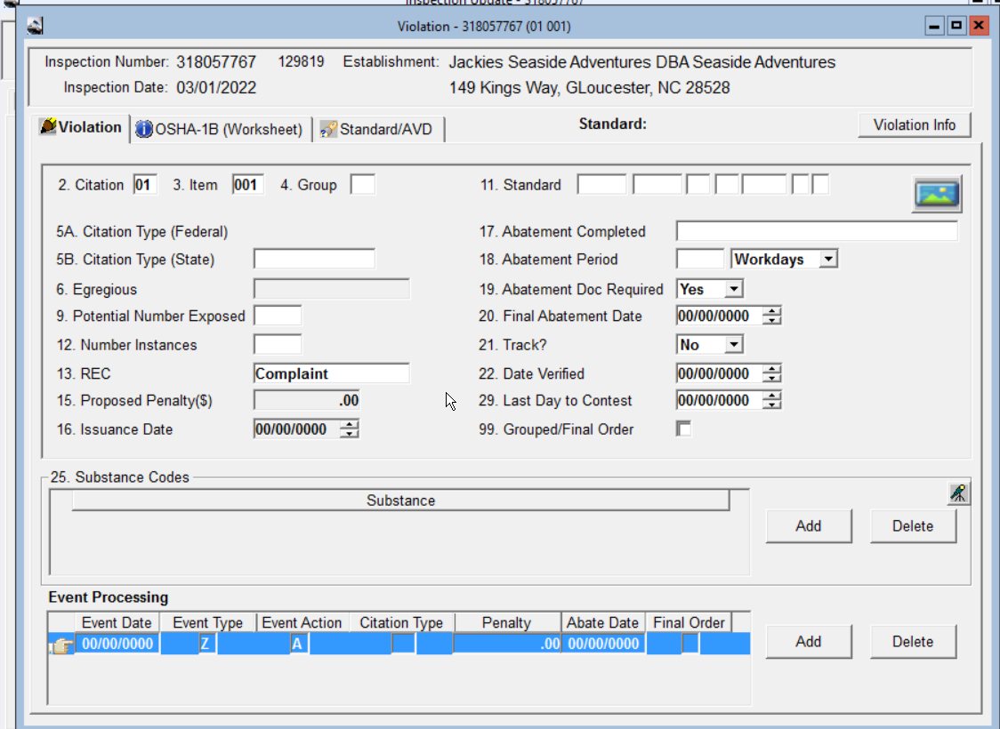 Inspection Update - 318057767
Violation - 318057767 (01 001)
Inspection Number: 318057767 129819 Establishment: Jackies Seaside Adventures DBA Seaside Adventures
Inspection Date: 03/01/2022 149 Kings Way, GLoucester, NC 28528
Violation OSHA-1B (Worksheet) Standard/AVD Standard: Violation Info
2. Citation 01 3. Item 001 4. Group 11. Standard
5A. Citation Type (Federal) 17. Abatement Completed
5B. Citation Type (State) 18. Abatement Period Workdays
6. Egregious 19. Abatement Doc Required Yes
9. Potential Number Exposed 20. Final Abatement Date 00/00/0000
12. Number Instances 21. Track? No
13. REC Complaint 22. Date Verified 00/00/0000
15. Proposed Penalty($) .00 29. Last Day to Contest 00/00/0000
16. Issuance Date 00/00/0000 99. Grouped/Final Order
25. Substance Codes
Substance
Add Delete
Event Processing
Event Date Event Type Event Action Citation Type Penalty Abate Date Final Order
00/00/0000 Z A .00 00/00/0000
Add Delete